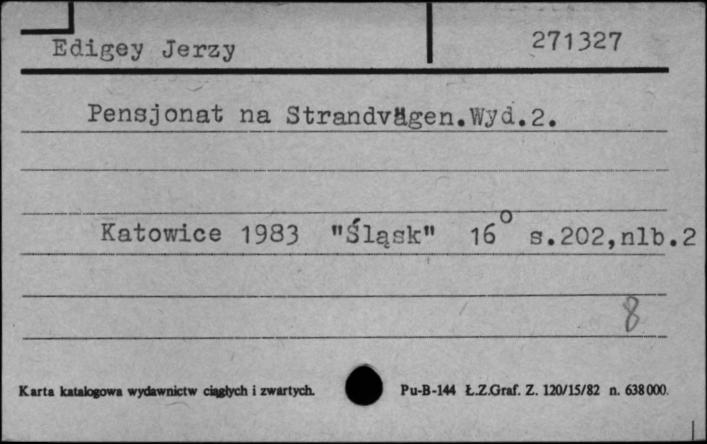 Edigey Jerzy 271327
Pensjonat na Strandvägen.Wyd.2.
Katowice 1983 "Śląsk" 16° s.202,nlb.2
8
Karta katalogowa wydawnictw ciągłych i zwartych. Pu-B-144 Ł.Z.Graf. Z. 120/15/82 n. 638000.